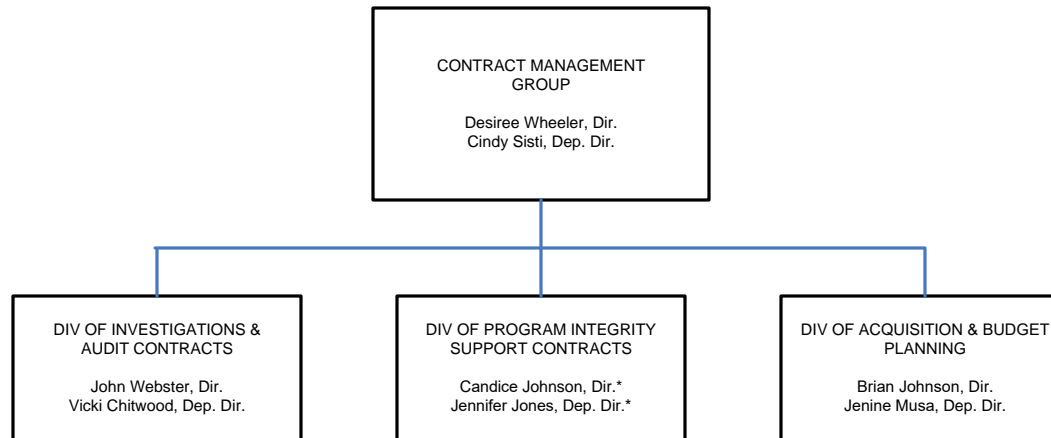 CONTRACT MANAGEMENT
GROUP
Desiree Wheeler, Dir.
Cindy Sisti, Dep. Dir.
DIV OF INVESTIGATIONS &
AUDIT CONTRACTS
John Webster, Dir.
Vicki Chitwood, Dep. Dir.
DIV OF PROGRAM INTEGRITY
SUPPORT CONTRACTS
Candice Johnson, Dir.*
Jennifer Jones, Dep. Dir.*
DIV OF ACQUISITION & BUDGET
PLANNING
Brian Johnson, Dir.
Jenine Musa, Dep. Dir.